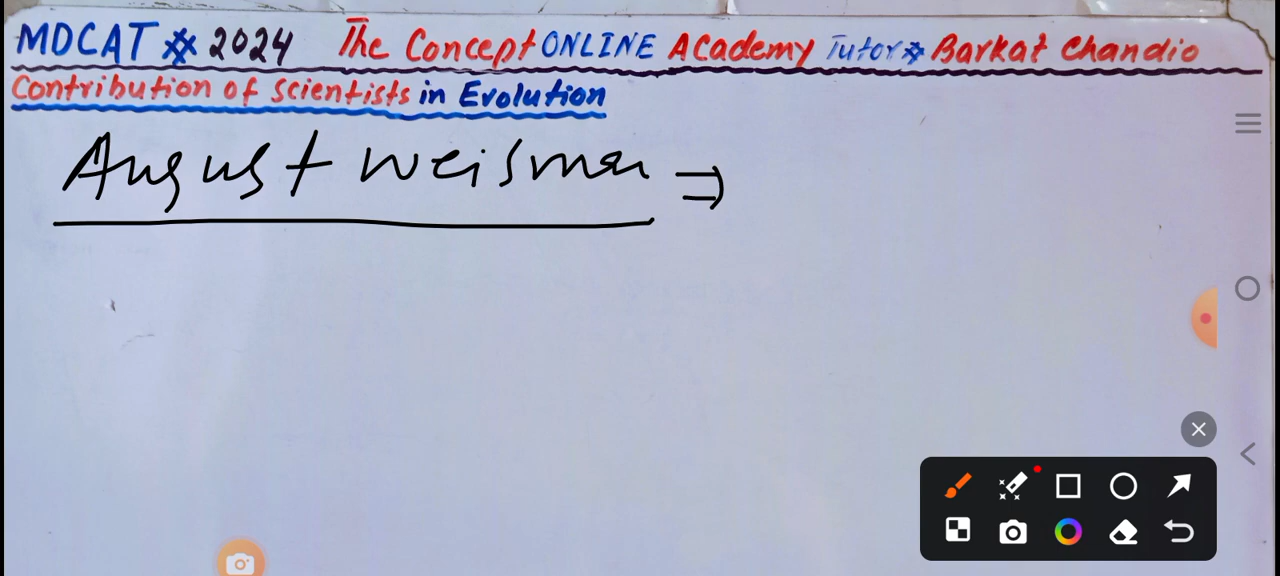 MDCAT # 2024 The Concept ONLINE Academy Tutor # Barkat Chandio
Contribution of Scientists in Evolution
August weisman ⇒